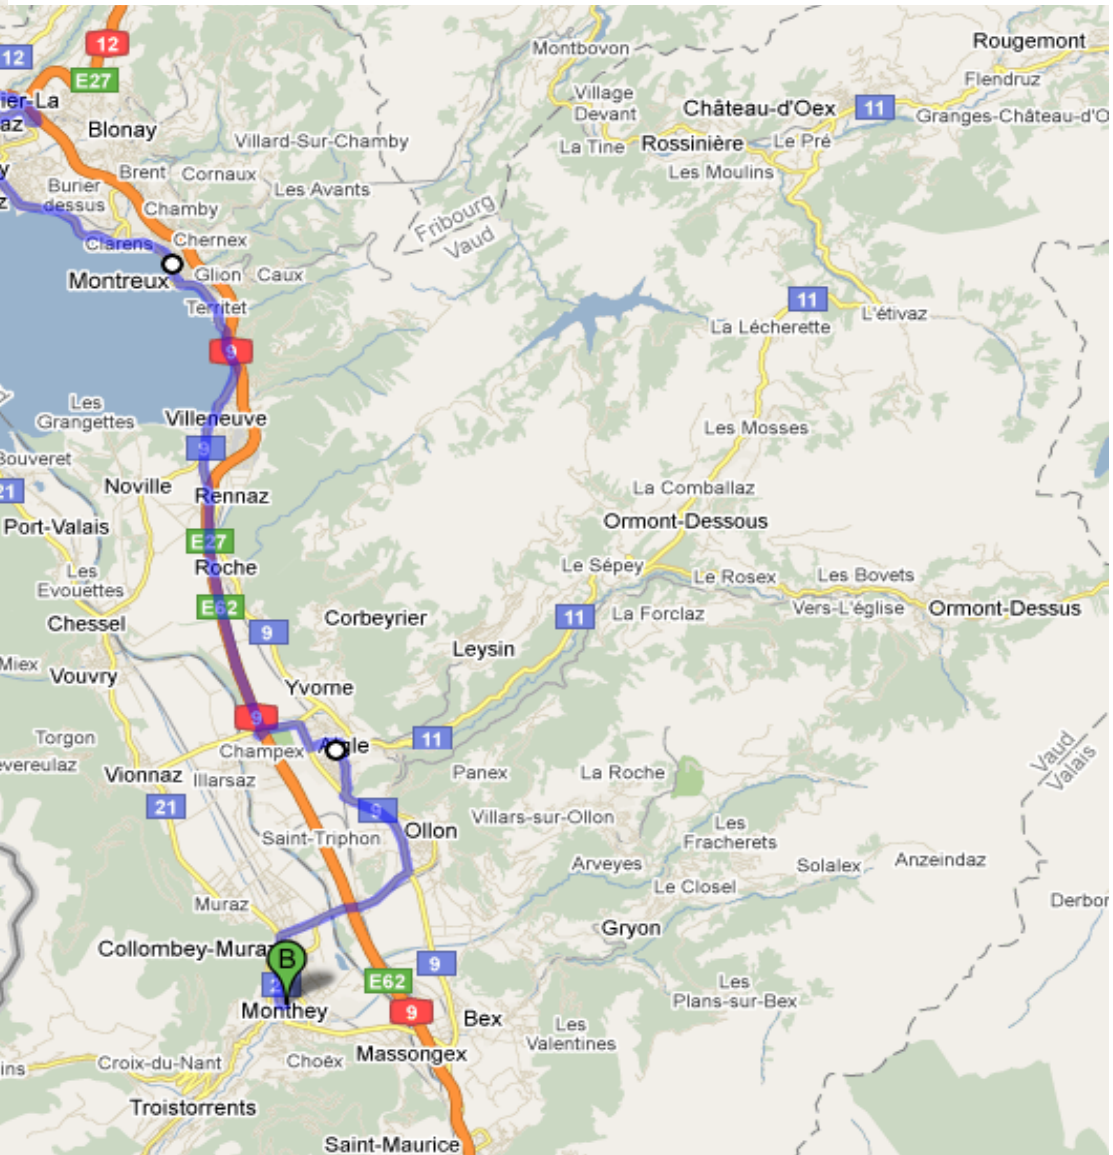 12
Rougemont
Montbovon
12
E27
Flendruz
ier-La
az
Village
Devant
Château-d'Oex
11
Granges-Château-d'O
Blonay
Villard-Sur-Chamby
La Tine
Rossinière
Le Pré
y
Brent
Cornaux
Les Moulins
Burier
dessus
Les Avants
z
Chamby
Fribourg
Vaud
Clarens
Chernex
Montreux
Glion
Caux
Territet
11
L'étivaz
La Lécherette
9
Les
Grangettes
Villeneuve
Les Mosses
9
Bouveret
21
Noville
Rennaz
La Comballaz
Port-Valais
Ormont-Dessous
E27
Roche
Le Sépey
Les
Evouettes
Le Rosex
Les Bovets
E62
Vers-L'église
Ormont-Dessus
Chessel
9
Corbeyrier
11
La Forclaz
Miex
Vouvry
Leysin
Yvorne
9
Torgon
Champex
Aigle
11
Vaud
Valais
evereulaz
Vionnaz
Illarsaz
Panex
La Roche
21
9
Villars-sur-Ollon
Saint-Triphon
Ollon
Les
Fracherets
Arveyes
Solalex
Anzeindaz
Le Closel
Muraz
Derbor
Gryon
Collombey-Muraz
B
9
E62
Les
Plans-sur-Bex
2
Monthey
9
Bex
Les
Valentines
ins
Croix-du-Nant
Choëx
Massongex
Troistorrents
Saint-Maurice